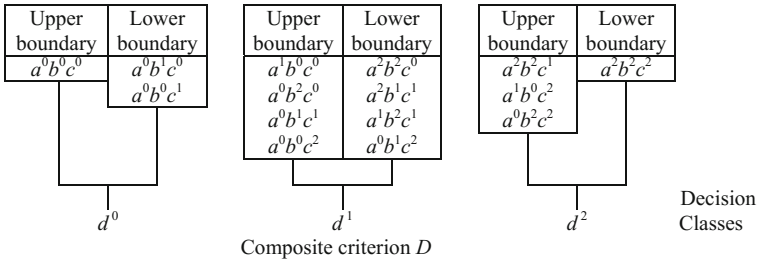 Upper boundary Lower boundary
a⁰b⁰c⁰ a⁰b¹c⁰
a⁰b⁰c¹
d⁰
Upper boundary Lower boundary
a¹b⁰c⁰ a²b²c⁰
a⁰b²c⁰ a²b¹c¹
a⁰b¹c¹ a¹b²c¹
a⁰b⁰c² a⁰b¹c²
d¹
Upper boundary Lower boundary
a²b²c¹ a²b²c²
a¹b⁰c²
a⁰b²c²
d²
Decision
Classes
Composite criterion D